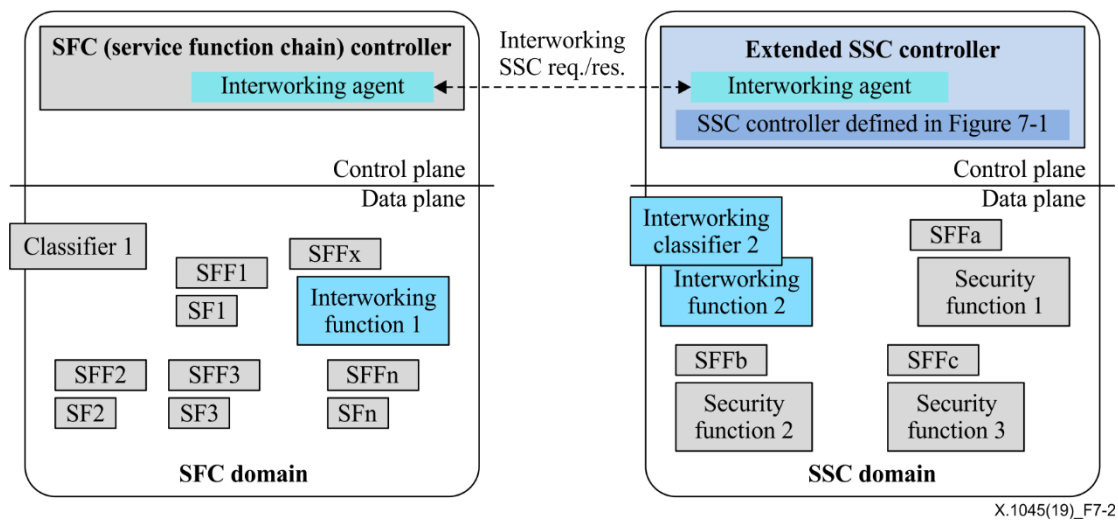 SFC (service function chain) controller
Interworking agent
Interworking
SSC req./res.
Extended SSC controller
Interworking agent
SSC controller defined in Figure 7-1
Control plane
Data plane
Control plane
Data plane
Classifier 1
SFF1
SF1
SFFx
Interworking
function 1
SFF2
SF2
SFF3
SF3
SFFn
SFn
SFC domain
Interworking
classifier 2
Interworking
function 2
SFFa
Security
function 1
SFFb
Security
function 2
SFFc
Security
function 3
SSC domain
X.1045(19)_F7-2